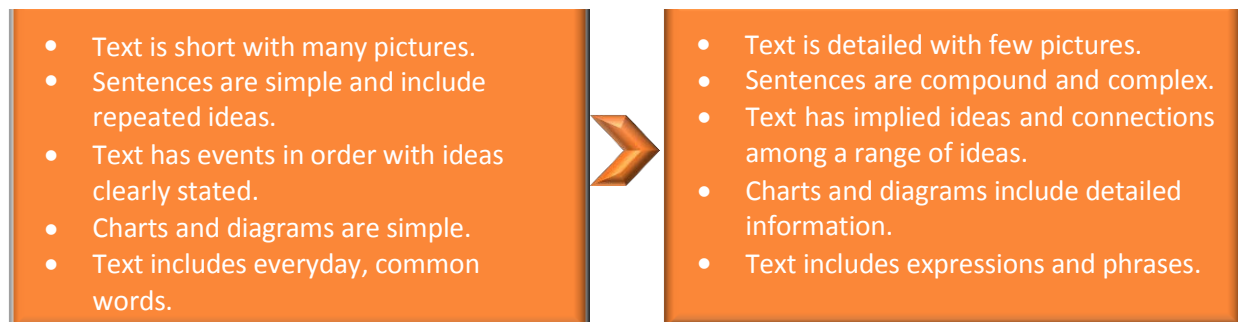 • Text is short with many pictures.
• Sentences are simple and include
repeated ideas.
• Text has events in order with ideas
clearly stated.
• Charts and diagrams are simple.
• Text includes everyday, common
words.
• Text is detailed with few pictures.
• Sentences are compound and complex.
• Text has implied ideas and connections
among a range of ideas.
• Charts and diagrams include detailed
information.
• Text includes expressions and phrases.